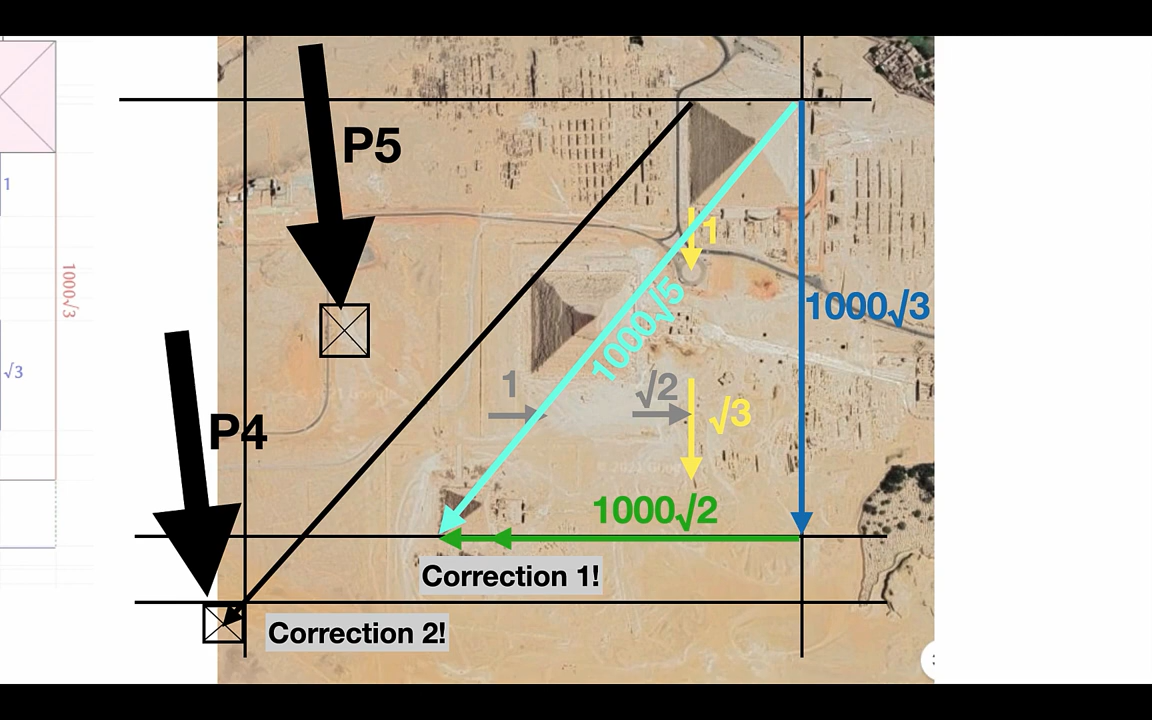 P5
1
1
1000√3
1000√3
1000√5
√3
1
√2
√3
P4
1000√2
Correction 1!
Correction 2!